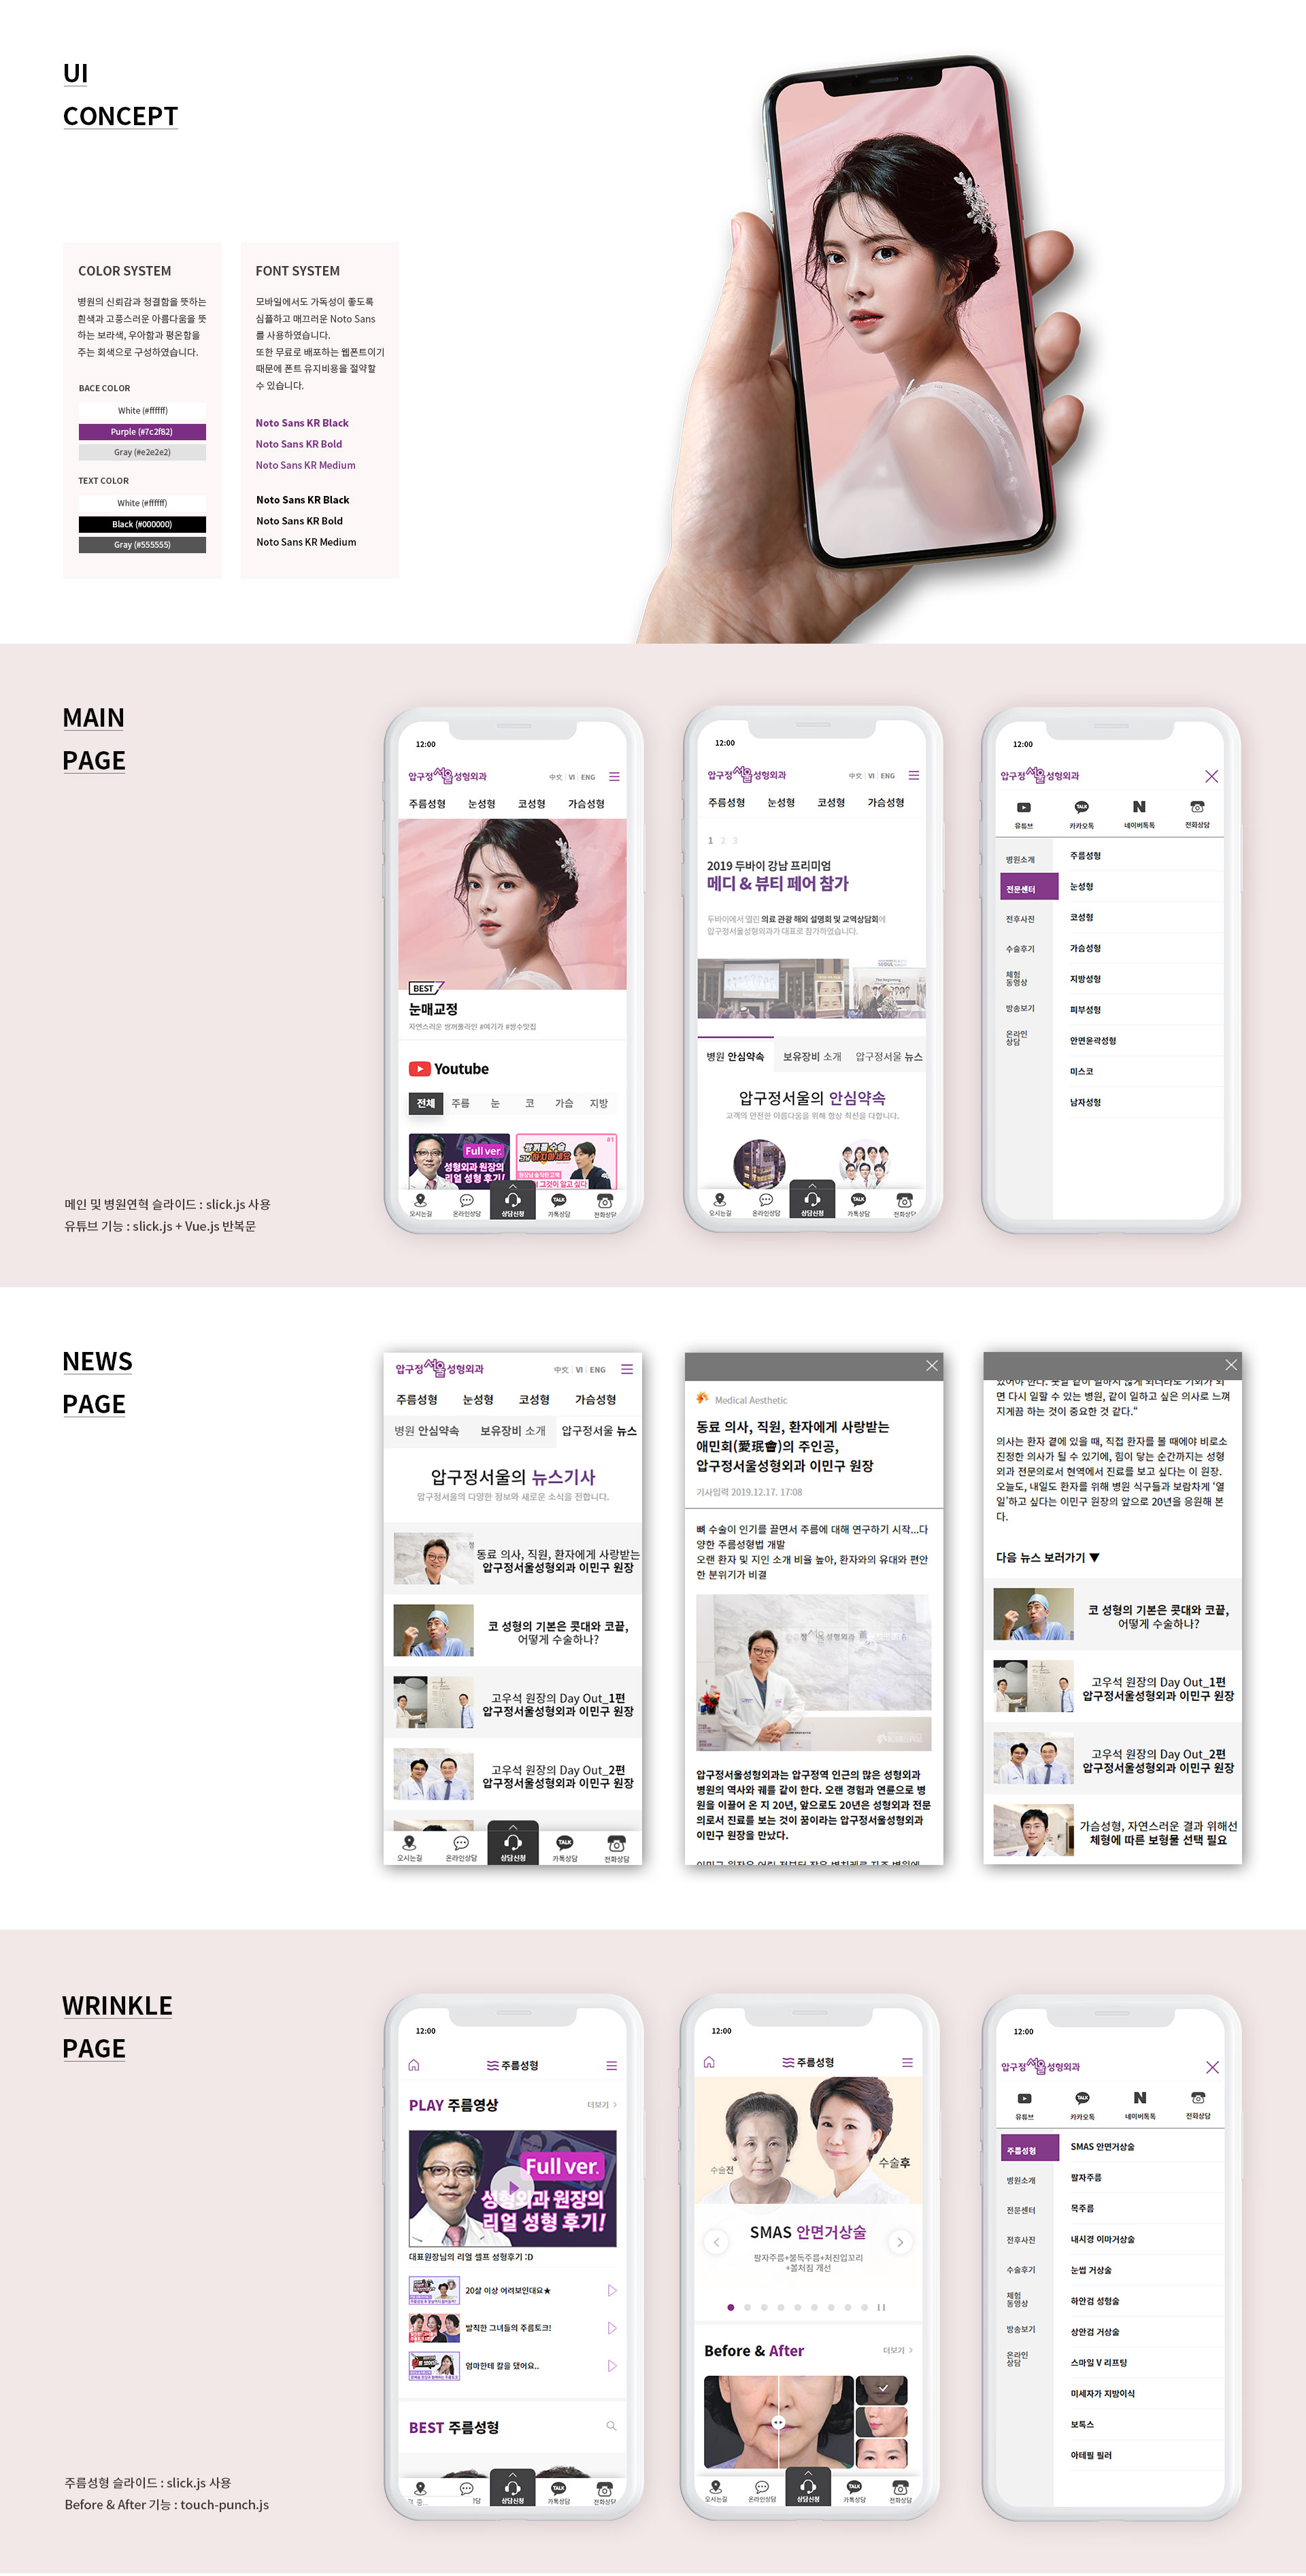 UI
CONCEPT
COLOR SYSTEM
병원의 신뢰감과 청결함을 뜻하는
흰색과 고풍스러운 아름다움을 뜻
하는 보라색, 우아함과 평온함을
주는 회색으로 구성하였습니다.
BACE COLOR
White (#ffffff)
Purple (#7c2f82)
Gray (#e2e2e2)
TEXT COLOR
White (#ffffff)
Black (#000000)
Gray (#555555)
FONT SYSTEM
모바일에서도 가독성이 좋도록
심플하고 매끄러운 Noto Sans
를 사용하였습니다.
또한 무료로 배포하는 웹폰트이기
때문에 폰트 유지비용을 절약할
수 있습니다.
Noto Sans KR Black
Noto Sans KR Bold
Noto Sans KR Medium
Noto Sans KR Black
Noto Sans KR Bold
Noto Sans KR Medium
MAIN
PAGE
메인 및 병원연혁 슬라이드 : slick.js 사용
유튜브 기능 : slick.js + Vue.js 반복문
12:00
압구정서울성형외과
中文 VI ENG
주름성형 눈성형 코성형 가슴성형
BEST
눈매교정
자연스러운 쌍꺼풀라인 #여기가 #쌍수맛집
Youtube
전체 주름 눈 코 가슴 지방
Full ver.
성형외과 원장의
리얼 성형 후기!
쌍꺼풀 수술
그냥 하지마세요
#1
그것이 알고 싶다
오시는길 온라인상담 상담신청 카톡상담 전화상담
12:00
압구정서울성형외과
中文 VI ENG
주름성형 눈성형 코성형 가슴성형
1 2 3
2019 두바이 강남 프리미엄
메디 & 뷰티 페어 참가
두바이에서 열린 의료 관광 해외 설명회 및 교역상담회에
압구정서울성형외과가 대표로 참가하였습니다.
병원 안심약속 보유장비 소개 압구정서울 뉴스
압구정서울의 안심약속
고객의 안전한 아름다움을 위해 항상 최선을 다합니다.
오시는길 온라인상담 상담신청 카톡상담 전화상담
12:00
압구정서울성형외과
유튜브 카카오톡 네이버톡톡 전화상담
병원소개
전문센터
전후사진
수술후기
체험
동영상
방송보기
온라인
상담
주름성형
눈성형
코성형
가슴성형
지방성형
피부성형
안면윤곽성형
미스코
남자성형
NEWS
PAGE
압구정서울성형외과
中文 VI ENG
주름성형 눈성형 코성형 가슴성형
병원 안심약속 보유장비 소개 압구정서울 뉴스
압구정서울의 뉴스기사
압구정서울의 다양한 정보와 새로운 소식을 전합니다.
동료 의사, 직원, 환자에게 사랑받는
압구정서울성형외과 이민구 원장
코 성형의 기본은 콧대와 코끝,
어떻게 수술하나?
고우석 원장의 Day Out_1편
압구정서울성형외과 이민구 원장
고우석 원장의 Day Out_2편
압구정서울성형외과 이민구 원장
오시는길 온라인상담 상담신청 카톡상담 전화상담
Medical Aesthetic
동료 의사, 직원, 환자에게 사랑받는
애민회(愛珉會)의 주인공,
압구정서울성형외과 이민구 원장
기사입력 2019.12.17. 17:08
뼈 수술이 인기를 끌면서 주름에 대해 연구하기 시작...다
양한 주름성형법 개발
오랜 환자 및 지인 소개 비율 높아, 환자와의 유대와 편안
한 분위기가 비결
압구정서울성형외과는 압구정역 인근의 많은 성형외과
병원의 역사와 궤를 같이 한다. 오랜 경험과 연륜으로 병
원을 이끌어 온 지 20년, 앞으로도 20년은 성형외과 전문
의로서 진료를 보는 것이 꿈이라는 압구정서울성형외과
이민구 원장을 만났다.
면 다시 일할 수 있는 병원, 같이 일하고 싶은 의사로 느껴
지게끔 하는 것이 중요한 것 같다.“
의사는 환자 곁에 있을 때, 직접 환자를 볼 때에야 비로소
진정한 의사가 될 수 있기에, 힘이 닿는 순간까지는 성형
외과 전문의로서 현역에서 진료를 보고 싶다는 이 원장.
오늘도, 내일도 환자를 위해 병원 식구들과 보람차게 ‘열
일’하고 싶다는 이민구 원장의 앞으로 20년을 응원해 본
다.
다음 뉴스 보러가기 ▼
코 성형의 기본은 콧대와 코끝,
어떻게 수술하나?
고우석 원장의 Day Out_1편
압구정서울성형외과 이민구 원장
고우석 원장의 Day Out_2편
압구정서울성형외과 이민구 원장
가슴성형, 자연스러운 결과 위해선
체형에 따른 보형물 선택 필요
WRINKLE
PAGE
주름성형 슬라이드 : slick.js 사용
Before & After 기능 : touch-punch.js
12:00
주름성형
PLAY 주름영상
더보기
Full ver.
성형외과 원장의
리얼 성형 후기!
대표원장님의 리얼 셀프 성형후기 :D
20살 이상 어려보인대요★
발칙한 그녀들의 주름토크!
엄마한테 칼을 댔어요..
BEST 주름성형
상담신청 카톡상담 전화상담
12:00
주름성형
수술전
수술후
SMAS 안면거상술
팔자주름+불독주름+처진입꼬리
+볼처짐 개선
Before & After
더보기
오시는길 온라인상담 상담신청 카톡상담 전화상담
12:00
압구정서울성형외과
유튜브 카카오톡 네이버톡톡 전화상담
주름성형
병원소개
전문센터
전후사진
수술후기
체험
동영상
방송보기
온라인
상담
SMAS 안면거상술
팔자주름
목주름
내시경 이마거상술
눈썹 거상술
하안검 성형술
상안검 거상술
스마일 V 리프팅
미세자가 지방이식
보톡스
아테필 필러